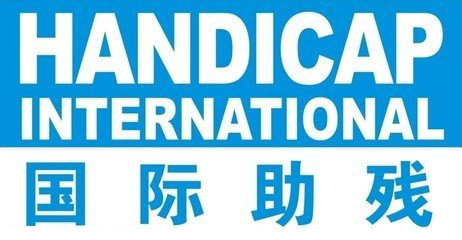 HANDICAP
INTERNATIONAL
国际助残